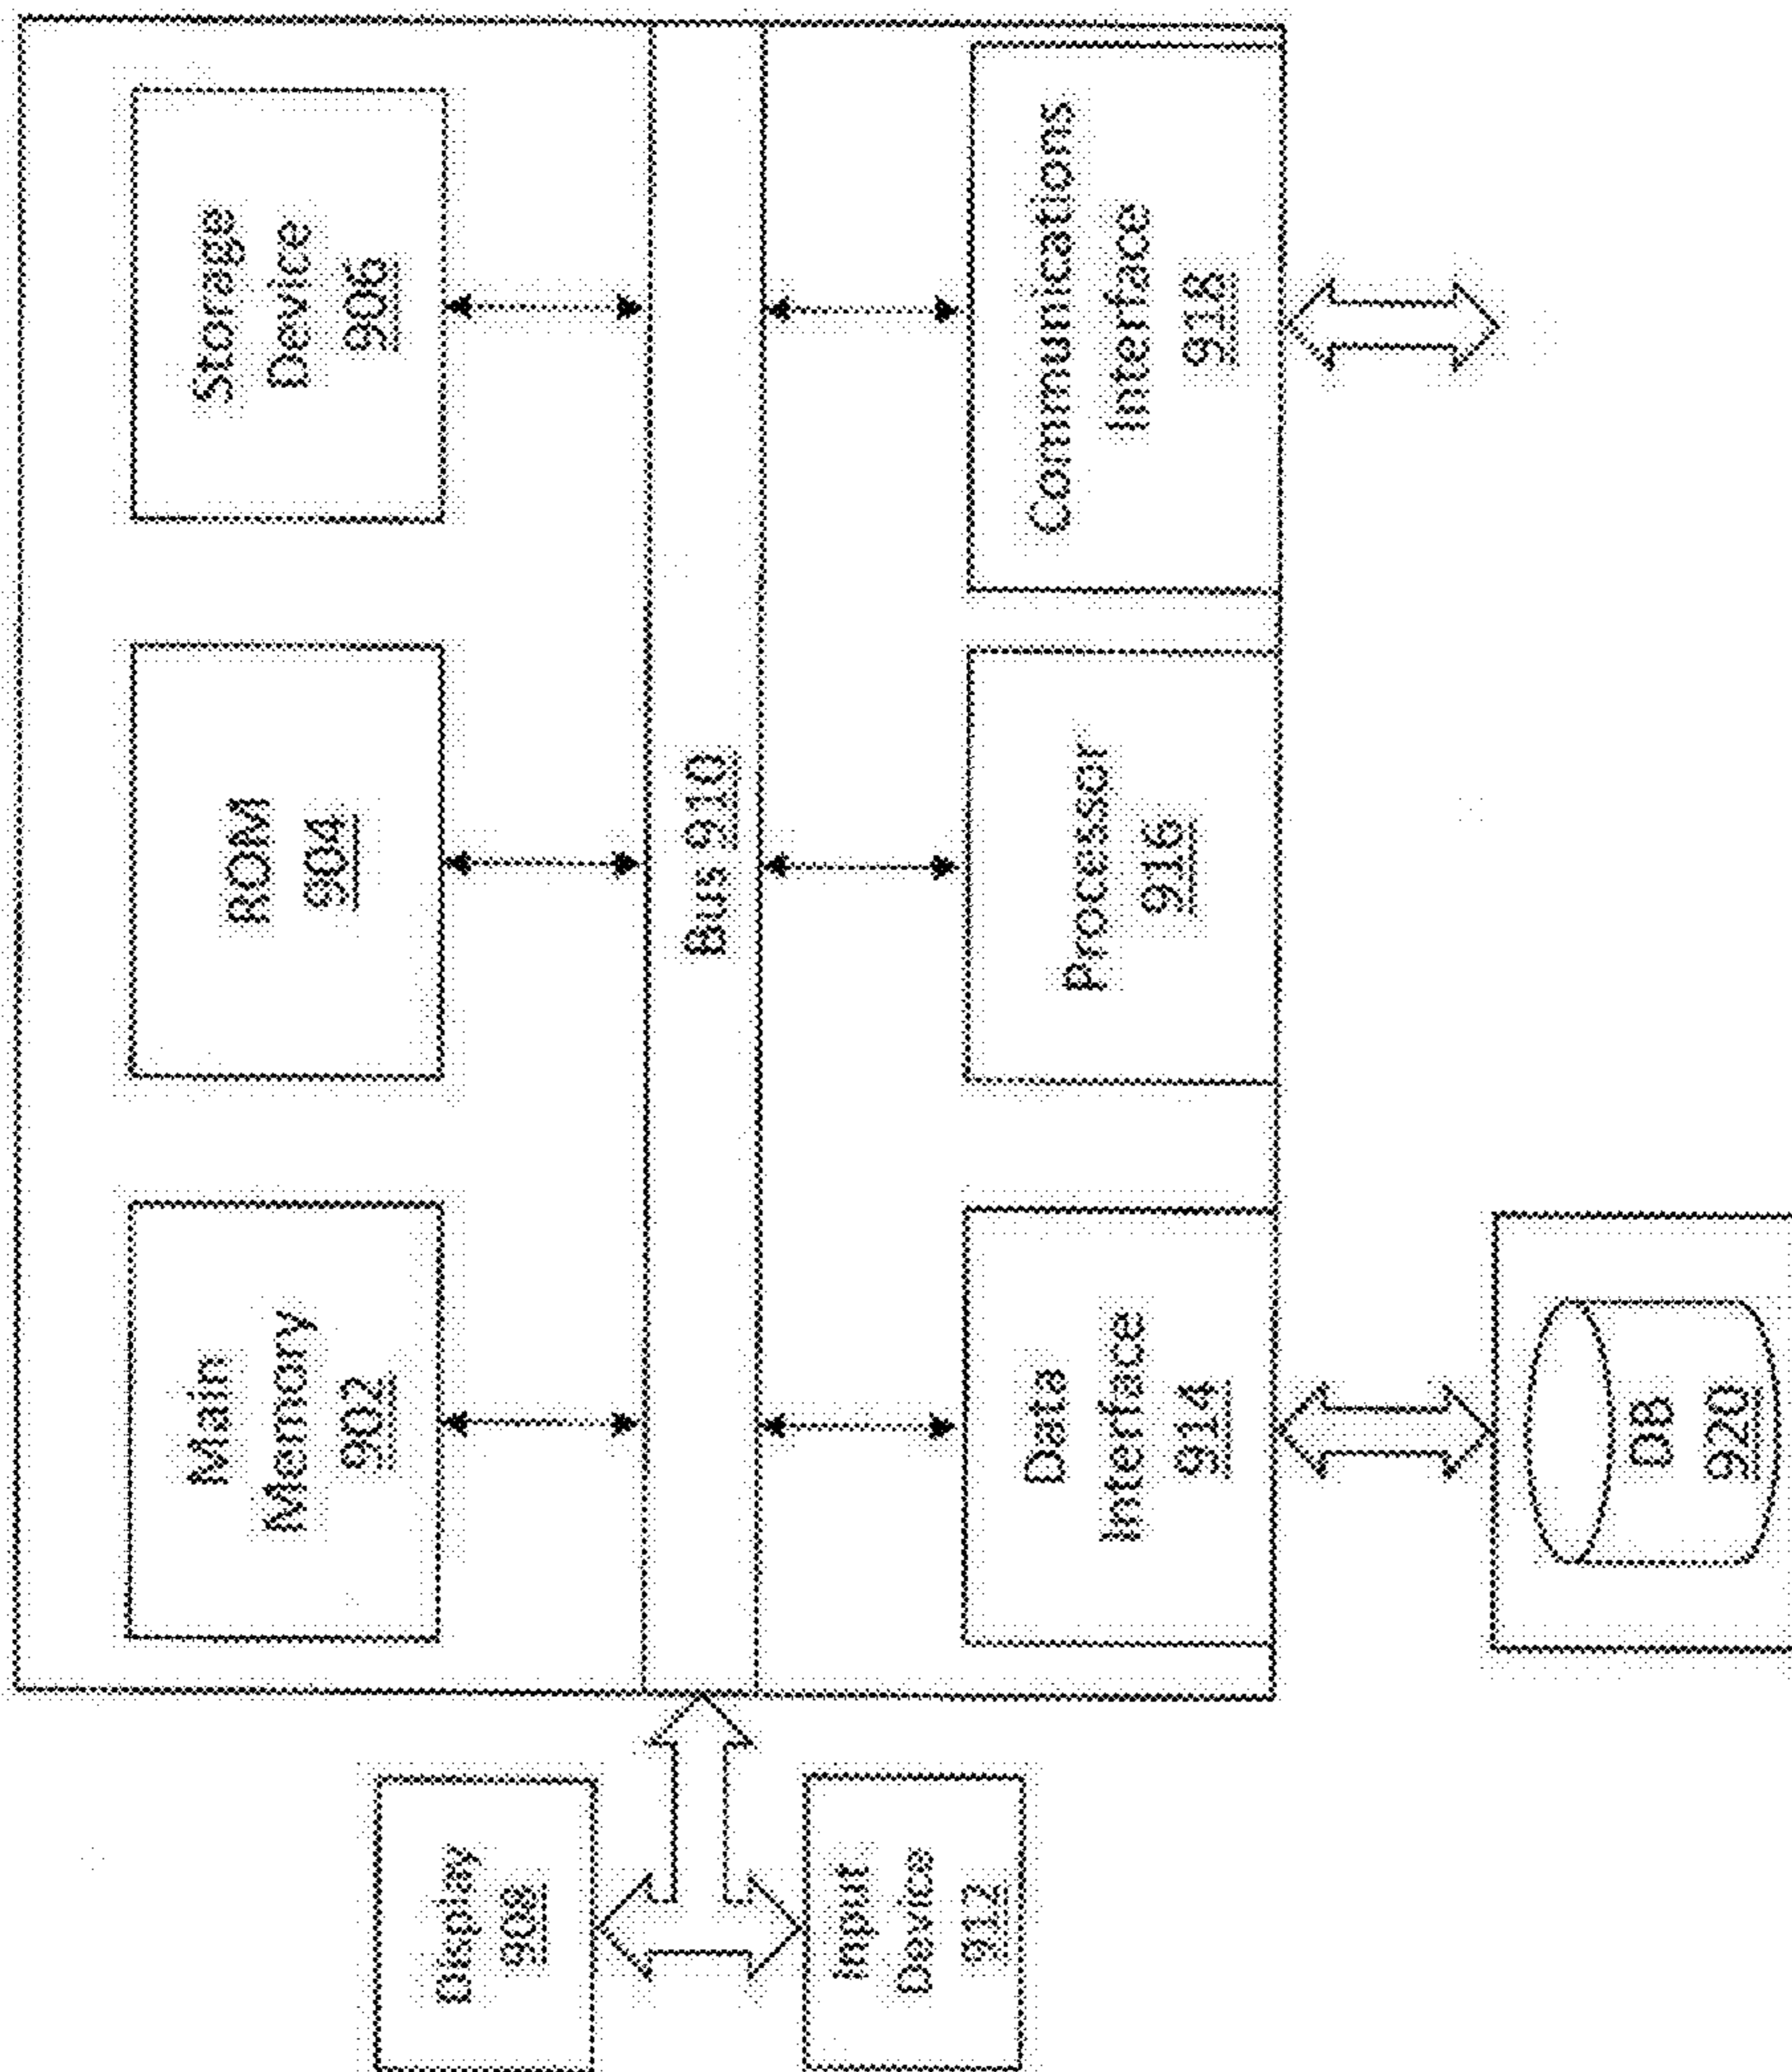 Main
Memory
902
ROM
904
Storage
Device
906
Display
908
Bus 910
Input
Device
912
Data
Interface
914
Processor
916
Communications
Interface
918
DB
920